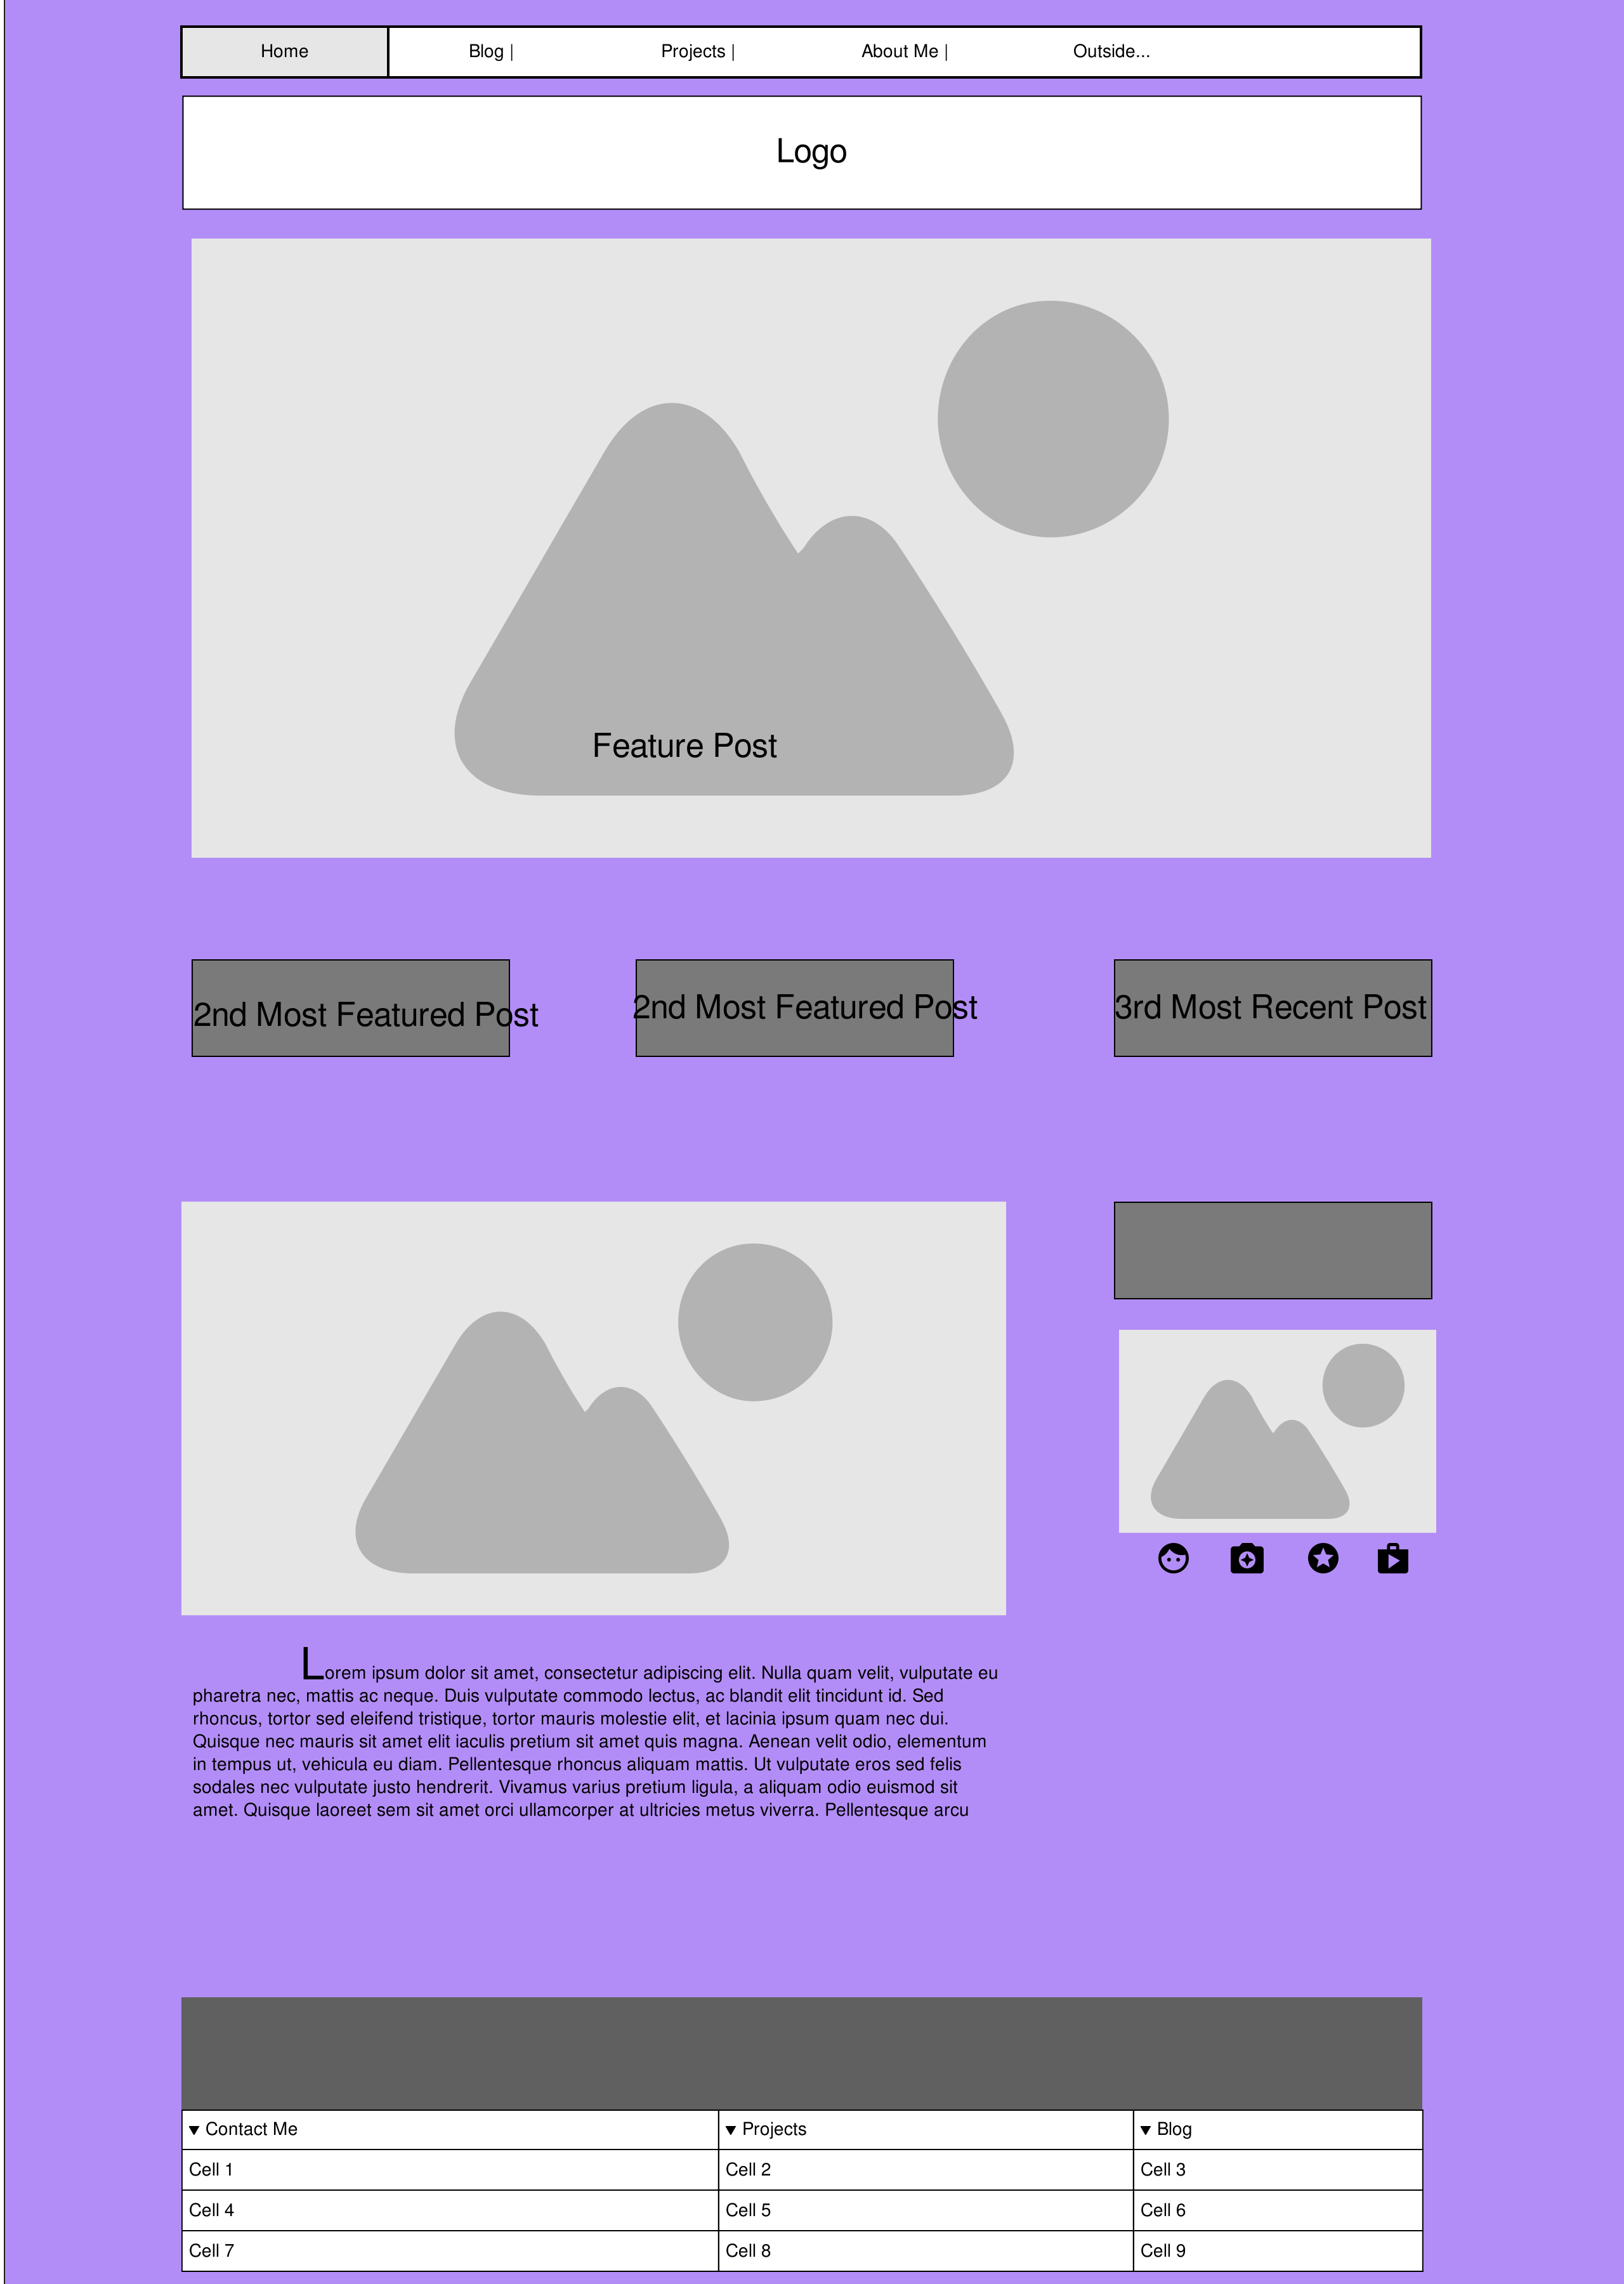 Home Blog | Projects | About Me | Outside...
Logo
Feature Post
2nd Most Featured Post
2nd Most Featured Post
3rd Most Recent Post
Lorem ipsum dolor sit amet, consectetur adipiscing elit. Nulla quam velit, vulputate eu
pharetra nec, mattis ac neque. Duis vulputate commodo lectus, ac blandit elit tincidunt id. Sed
rhoncus, tortor sed eleifend tristique, tortor mauris molestie elit, et lacinia ipsum quam nec dui.
Quisque nec mauris sit amet elit iaculis pretium sit amet quis magna. Aenean velit odio, elementum
in tempus ut, vehicula eu diam. Pellentesque rhoncus aliquam mattis. Ut vulputate eros sed felis
sodales nec vulputate justo hendrerit. Vivamus varius pretium ligula, a aliquam odio euismod sit
amet. Quisque laoreet sem sit amet orci ullamcorper at ultricies metus viverra. Pellentesque arcu
▼ Contact Me ▼ Projects ▼ Blog
Cell 1 Cell 2 Cell 3
Cell 4 Cell 5 Cell 6
Cell 7 Cell 8 Cell 9